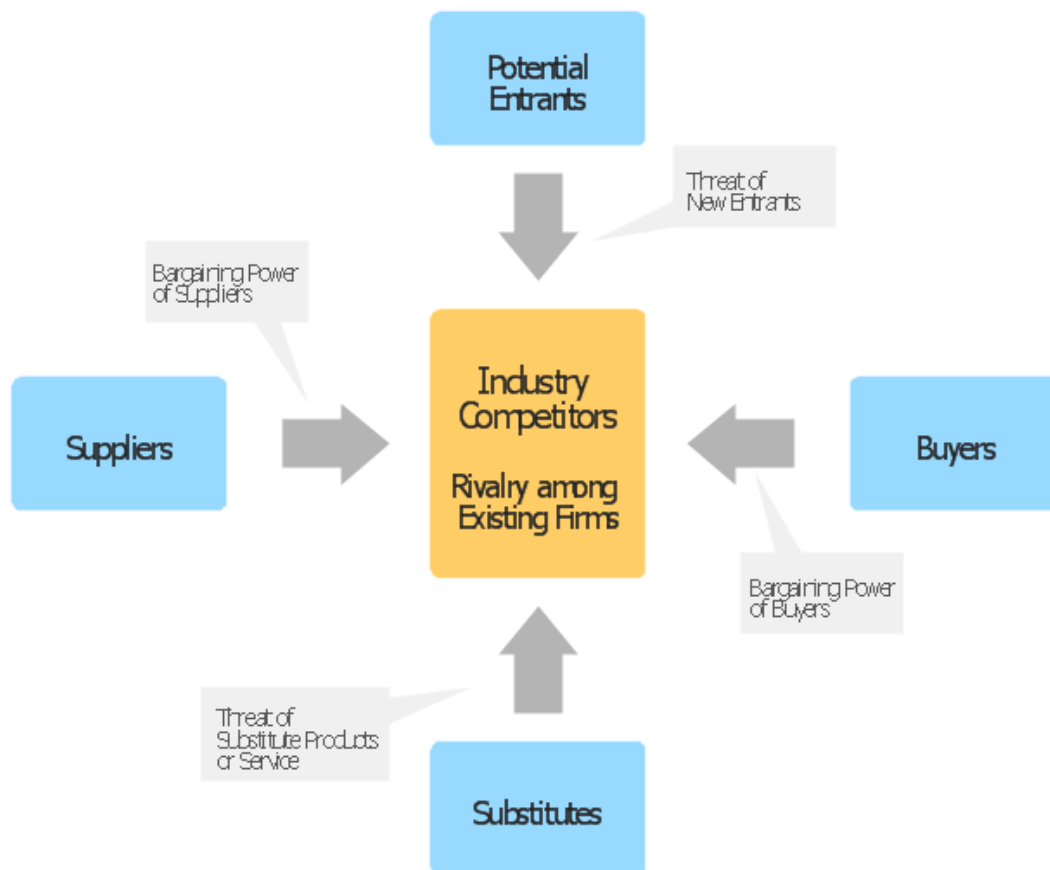 Potential
Entrants
Threat of
New Entrants
Bargaining Power
of Suppliers
Industry
Competitors
Rivalry among
Existing Firms
Suppliers
Buyers
Bargaining Power
of Buyers
Threat of
Substitute Products
or Service
Substitutes